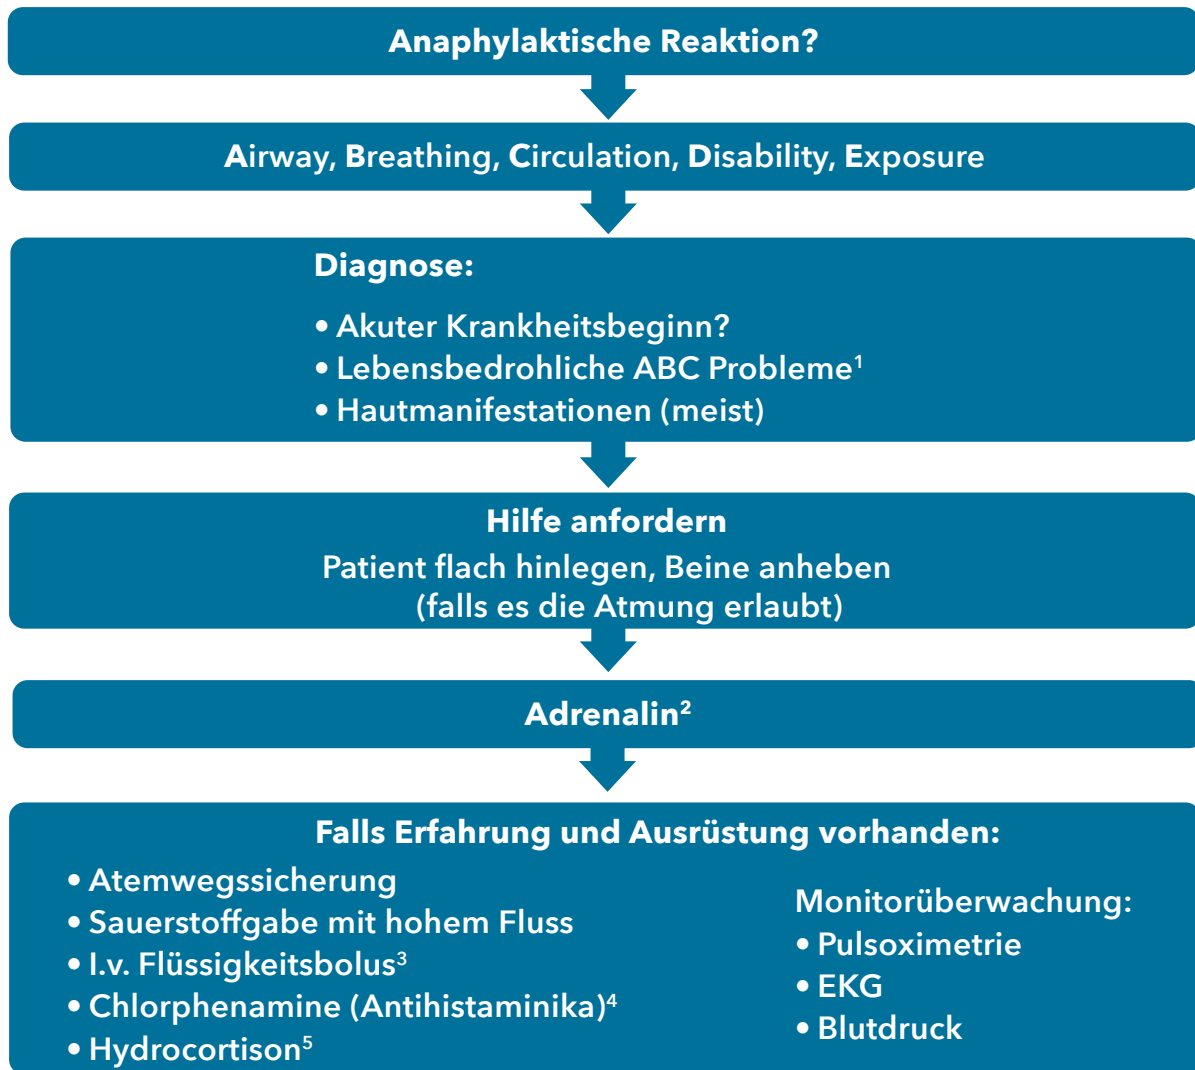 Anaphylaktische Reaktion?
Airway, Breathing, Circulation, Disability, Exposure
Diagnose:
• Akuter Krankheitsbeginn?
• Lebensbedrohliche ABC Probleme¹
• Hautmanifestationen (meist)
Hilfe anfordern
Patient flach hinlegen, Beine anheben
(falls es die Atmung erlaubt)
Adrenalin²
Falls Erfahrung und Ausrüstung vorhanden:
• Atemwegssicherung
• Sauerstoffgabe mit hohem Fluss
• I.v. Flüssigkeitsbolus³
• Chlorphenamine (Antihistaminika)⁴
• Hydrocortison⁵
Monitorüberwachung:
• Pulsoximetrie
• EKG
• Blutdruck